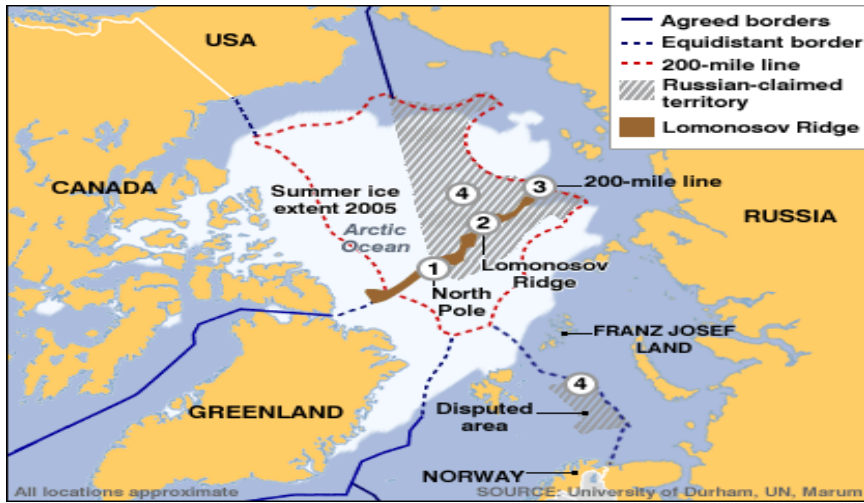 Agreed borders
Equidistant border
200-mile line
Russian-claimed
territory
Lomonosov Ridge
USA
CANADA
Summer ice
extent 2005
Arctic
Ocean
4
3
200-mile line
2
RUSSIA
1
Lomonosov
Ridge
North
Pole
FRANZ JOSEF
LAND
4
GREENLAND
Disputed
area
NORWAY
All locations approximate
SOURCE: University of Durham, UN, Marum